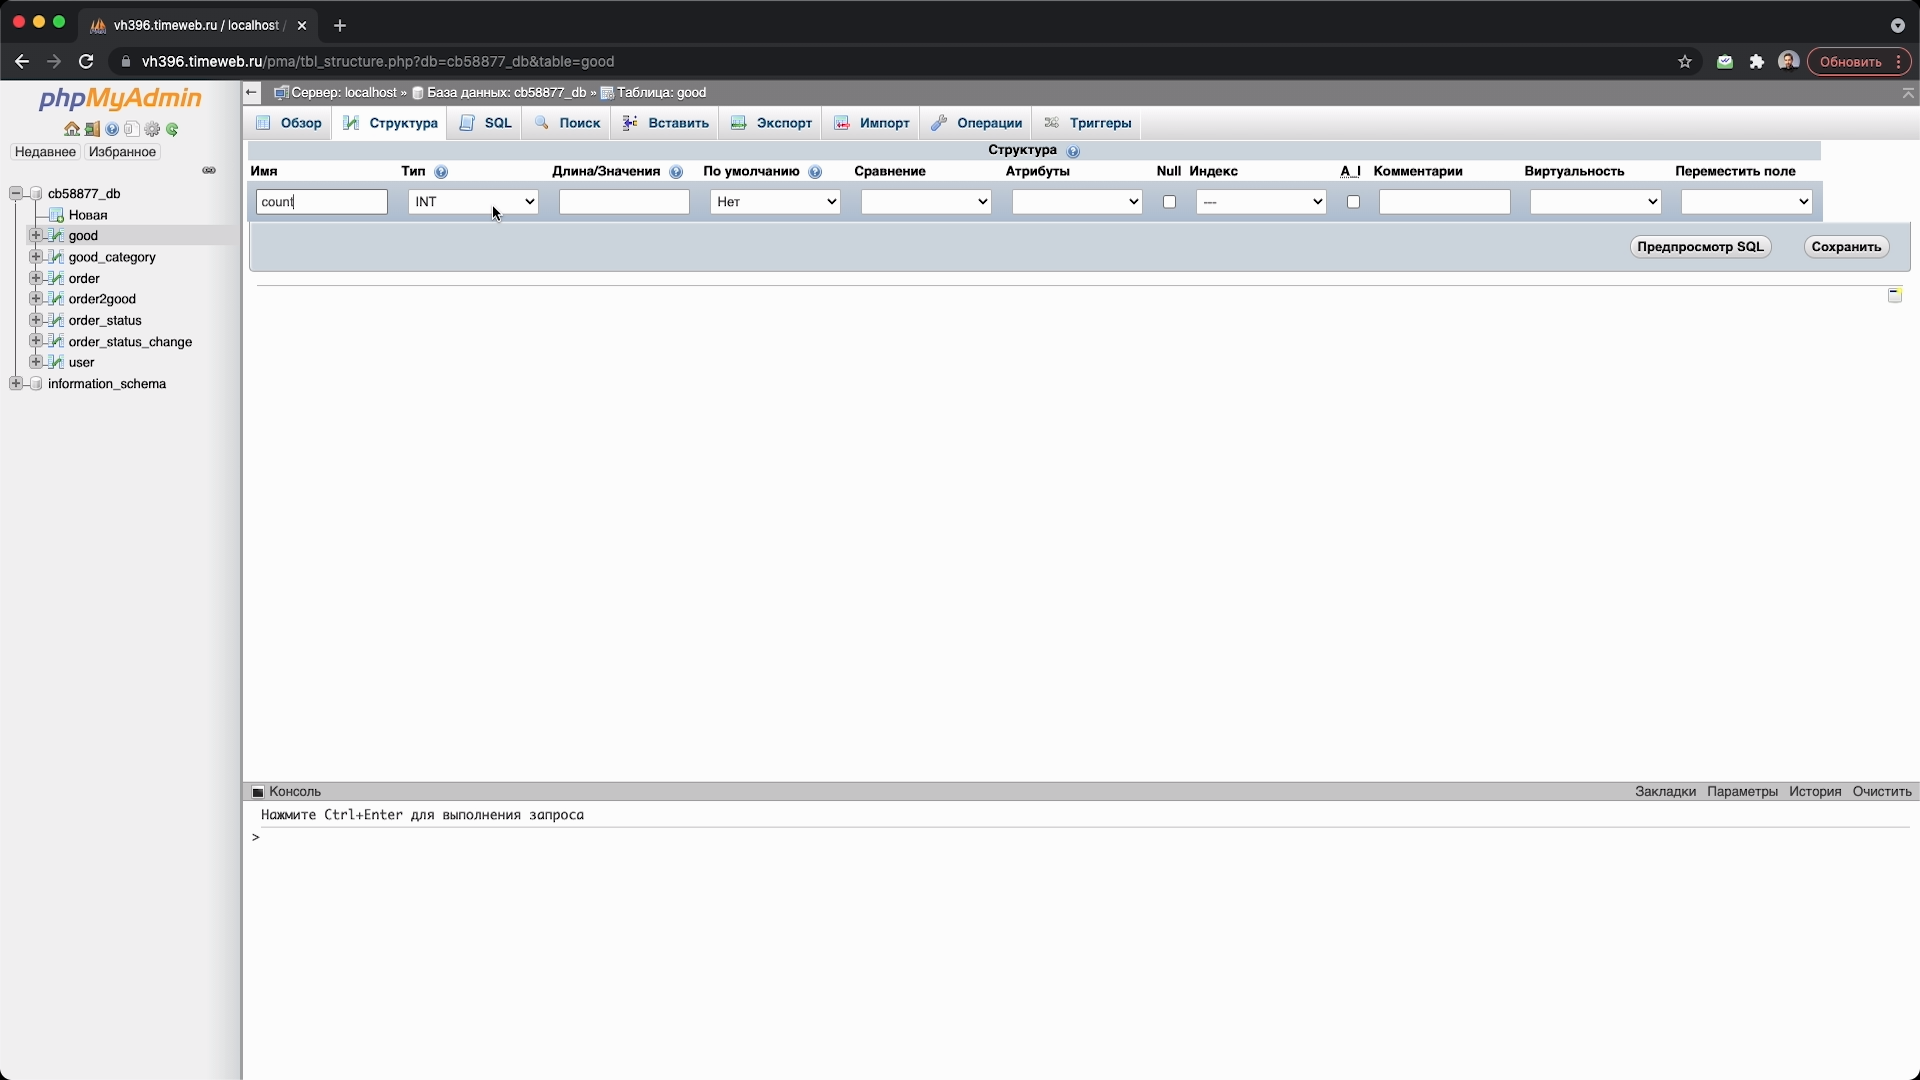 vh396.timeweb.ru / localhost /
vh396.timeweb.ru/pma/tbl_structure.php?db=cb58877_db&table=good
Обновить
phpMyAdmin
Недавнее Избранное
cb58877_db
Новая
good
good_category
order
order2good
order_status
order_status_change
user
information_schema
Сервер: localhost » База данных: cb58877_db » Таблица: good
Обзор Структура SQL Поиск Вставить Экспорт Импорт Операции Триггеры
Структура
Имя Тип Длина/Значения По умолчанию Сравнение Атрибуты Null Индекс A_I Комментарии Виртуальность Переместить поле
count INT Нет ---
Предпросмотр SQL Сохранить
Консоль Закладки Параметры История Очистить
Нажмите Ctrl+Enter для выполнения запроса
>